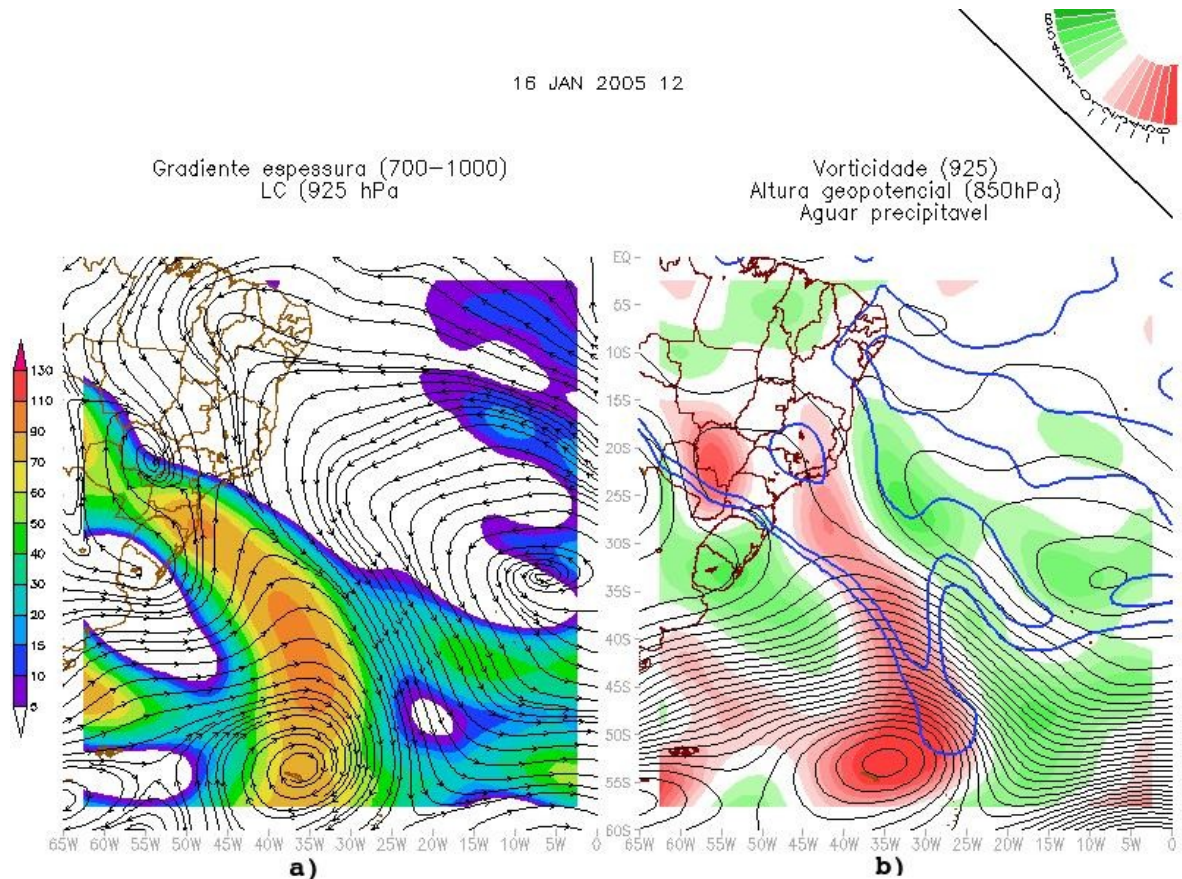 16 JAN 2005 12
Gradiente espessura (700-1000)
LC (925 hPa
Vorticidade (925)
Altura geopotencial (850hPa)
Aguar precipitavel
130
110
90
70
50
50
40
30
20
15
10
EQ
5S
10S
15S
20S
25S
30S
35S
40S
45S
50S
55S
60S
65W 60W 55W 50W 45W 40W 35W 30W 25W 20W 15W 10W 5W 0
65W 60W 55W 50W 45W 40W 35W 30W 25W 20W 15W 10W 5W 0
a)
b)